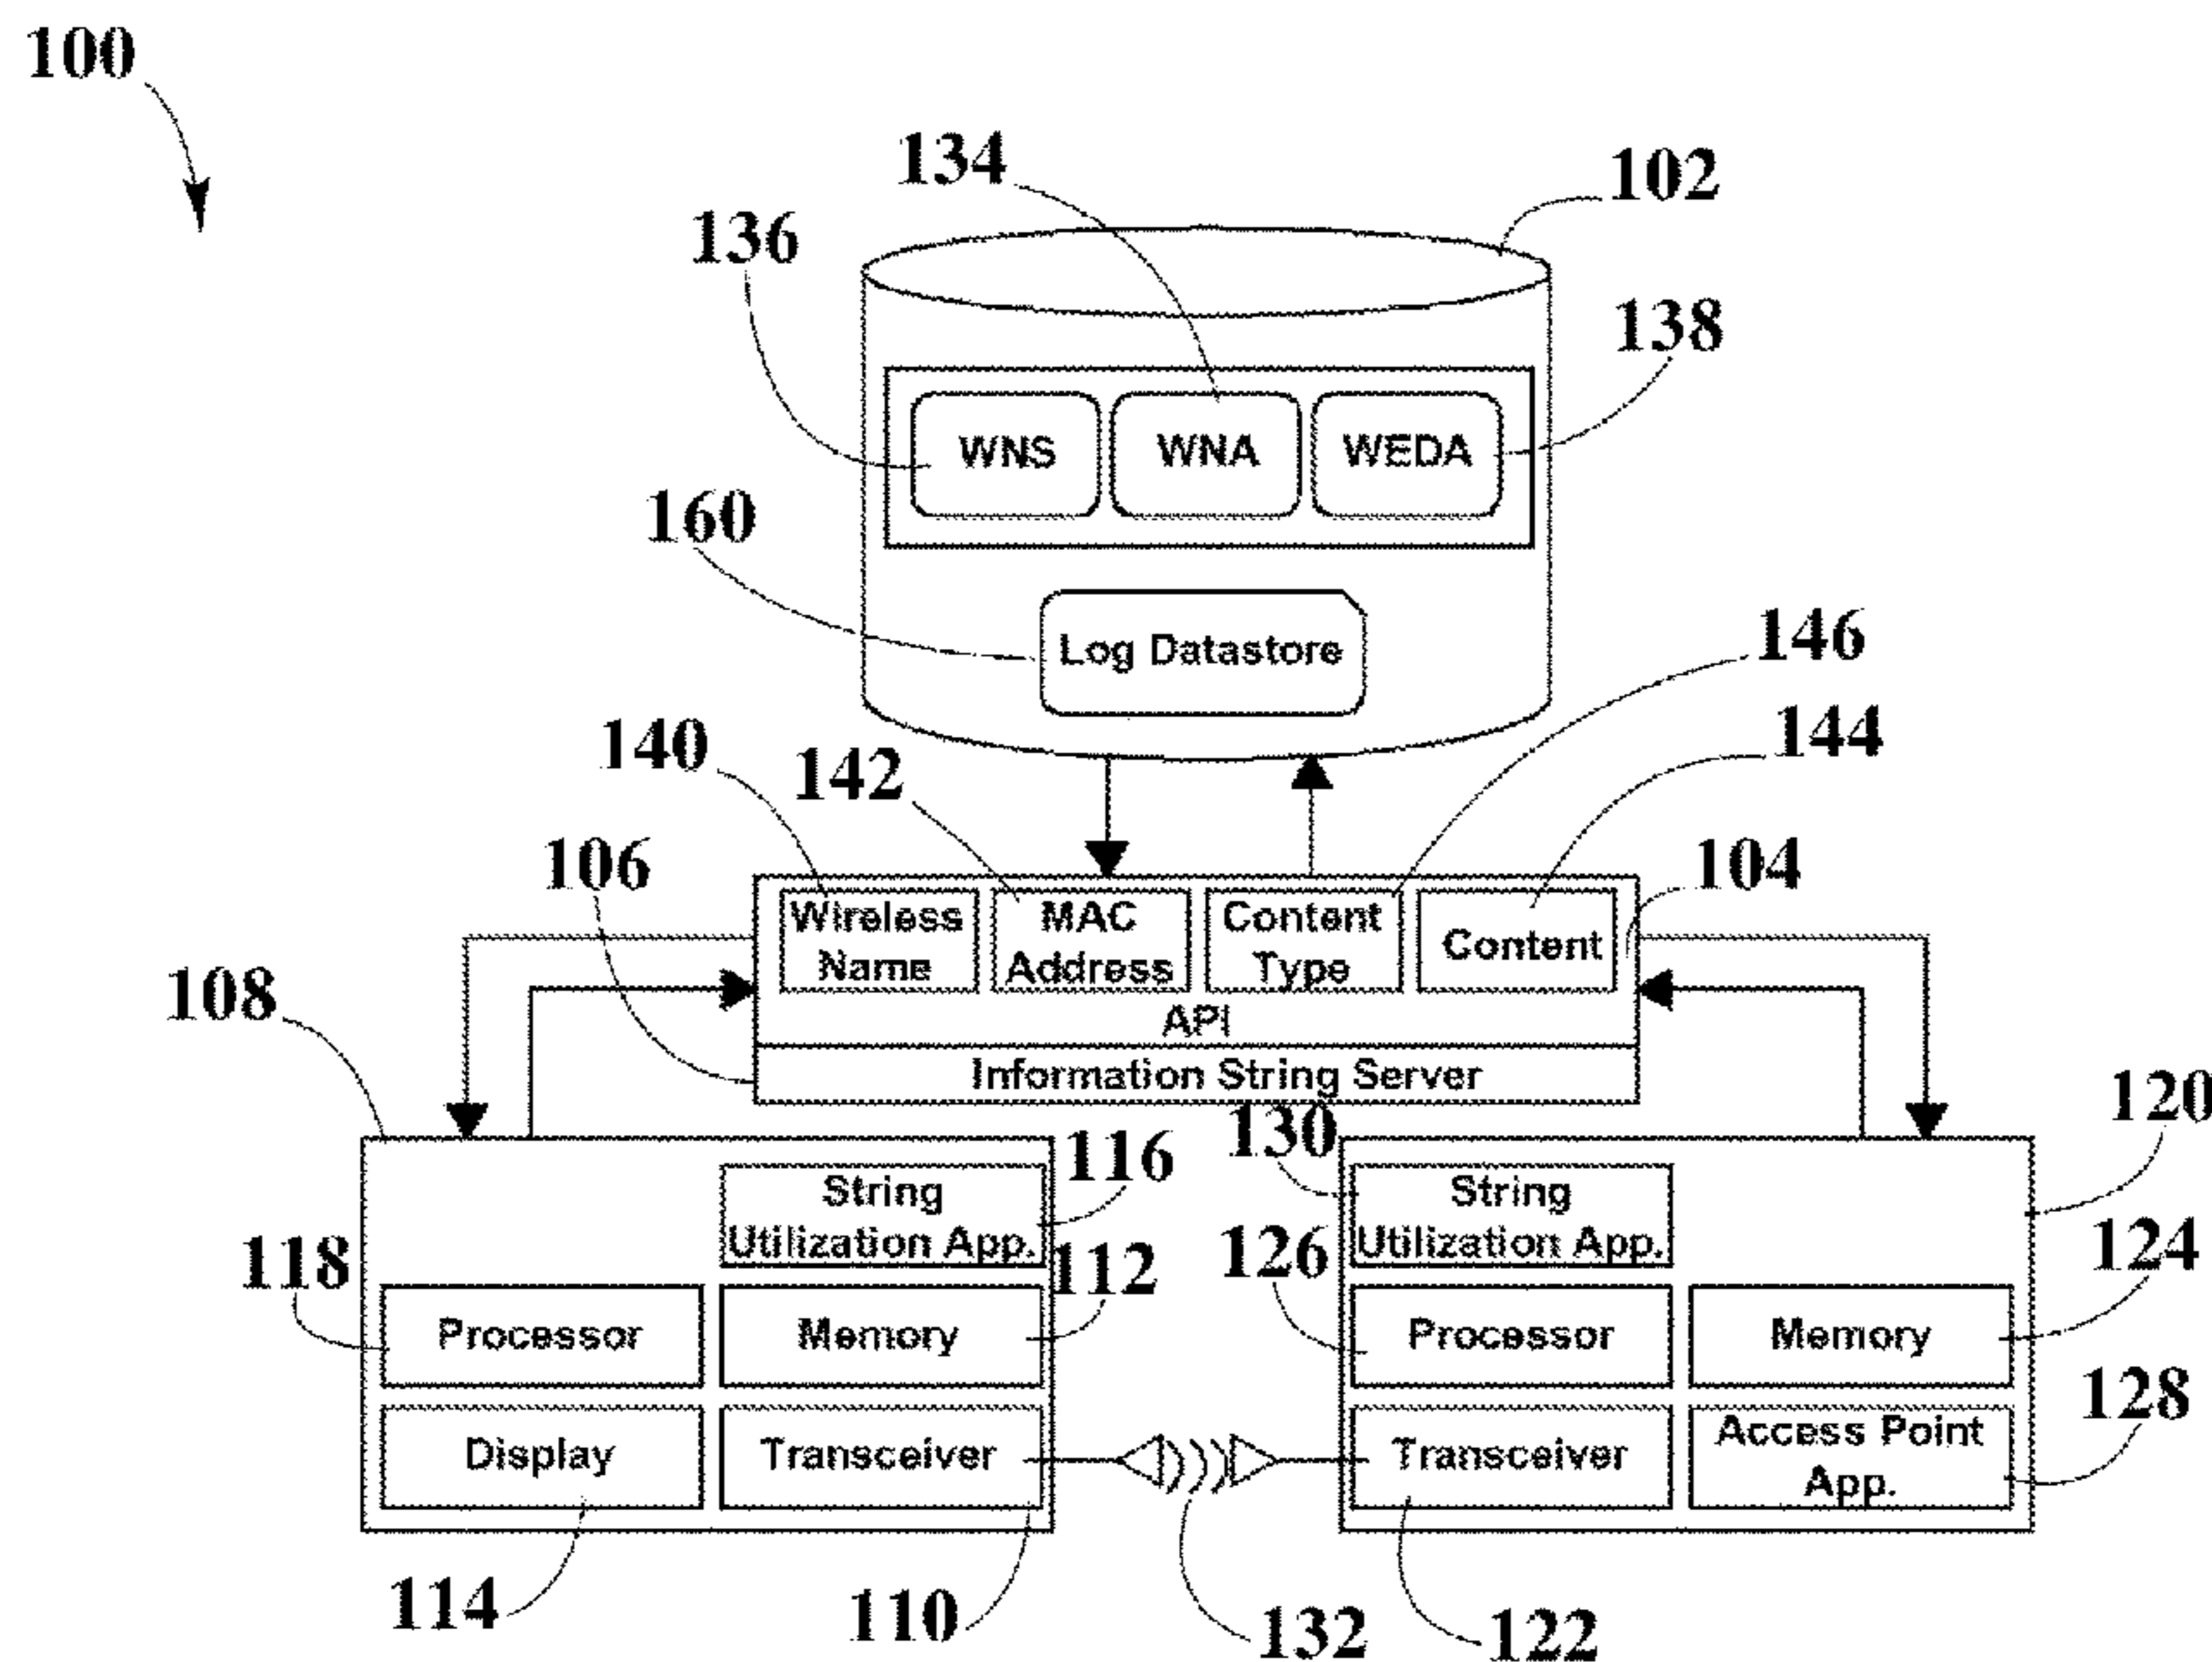 100
134
102
136
138
WNS WNA WEDA
160
Log Datastore
146
140
142
144
106
104
Wireless
Name
MAC
Address
Content
Type
Content
108
API
Information String Server
120
116
130
String
Utilization App.
String
Utilization App.
118
112
126
124
Processor
Memory
Processor
Memory
128
Display
Transceiver
Transceiver
Access Point
App.
114
110
132
122